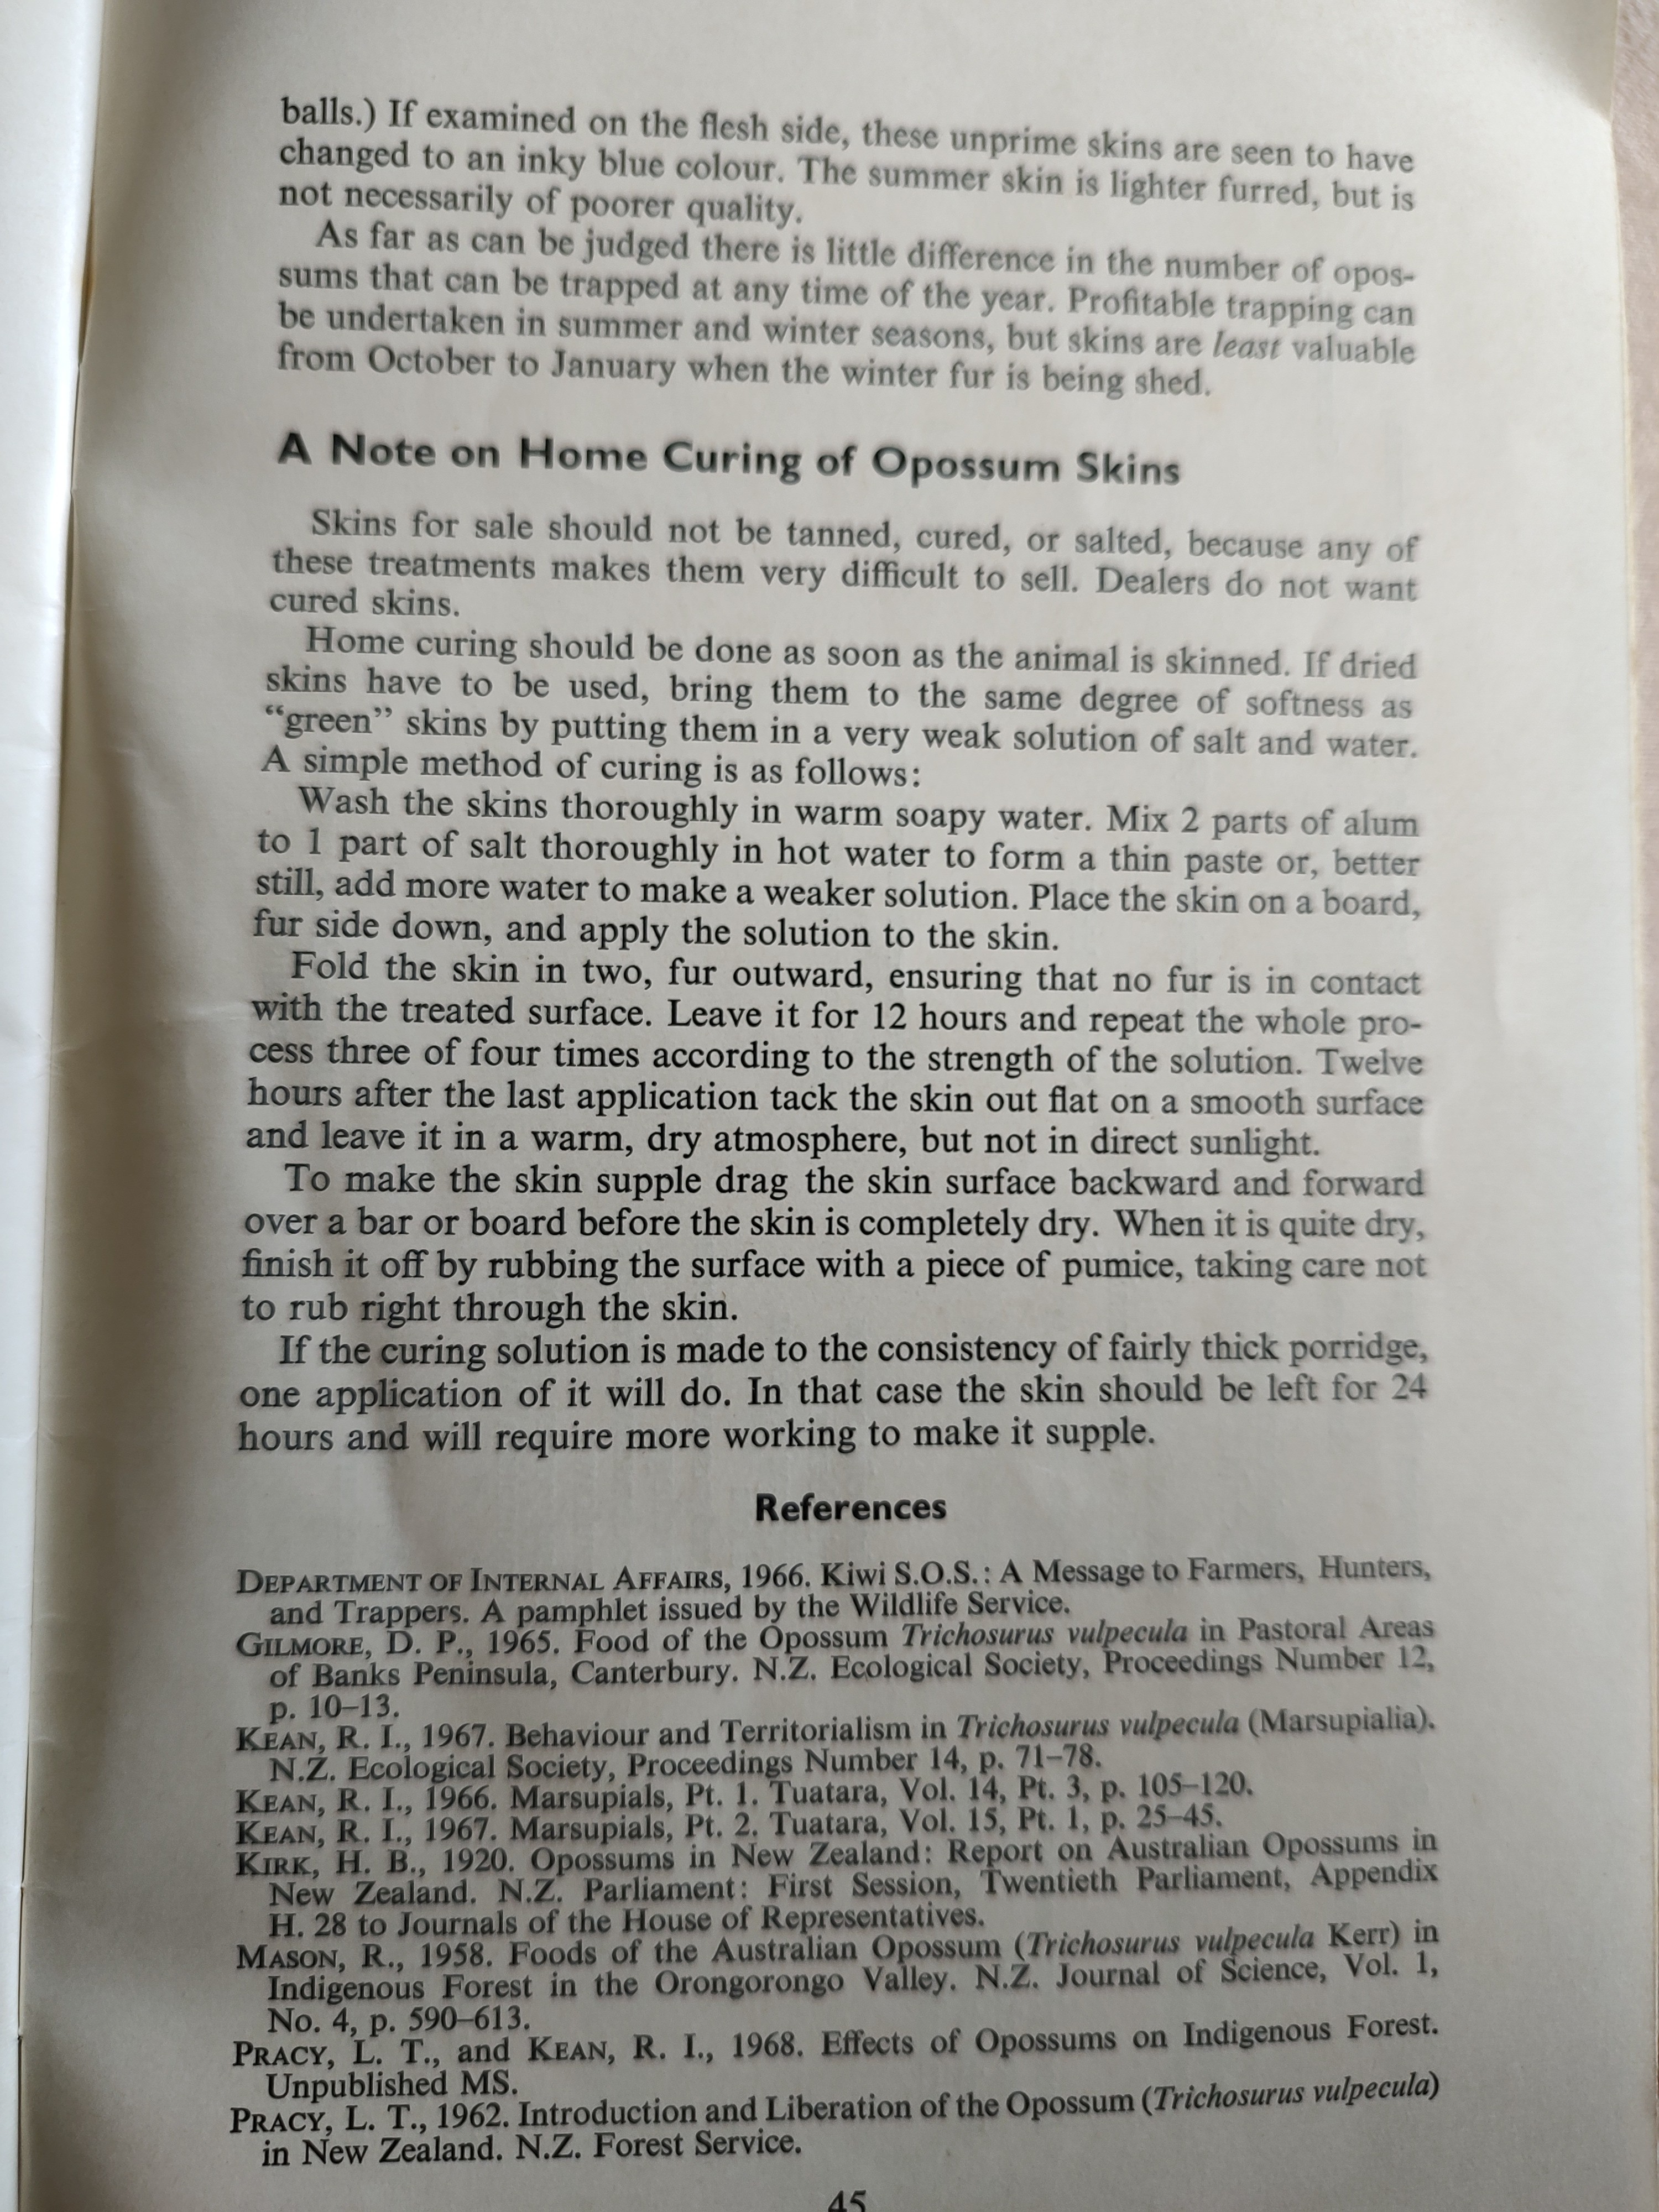 balls.) If examined on the flesh side, these unprime skins are seen to have
changed to an inky blue colour. The summer skin is lighter furred, but is
not necessarily of poorer quality.
As far as can be judged there is little difference in the number of opos-
sums that can be trapped at any time of the year. Profitable trapping can
be undertaken in summer and winter seasons, but skins are least valuable
from October to January when the winter fur is being shed.
A Note on Home Curing of Opossum Skins
Skins for sale should not be tanned, cured, or salted, because any of
these treatments makes them very difficult to sell. Dealers do not want
cured skins.
Home curing should be done as soon as the animal is skinned. If dried
skins have to be used, bring them to the same degree of softness as
“green” skins by putting them in a very weak solution of salt and water.
A simple method of curing is as follows:
Wash the skins thoroughly in warm soapy water. Mix 2 parts of alum
to 1 part of salt thoroughly in hot water to form a thin paste or, better
still, add more water to make a weaker solution. Place the skin on a board,
fur side down, and apply the solution to the skin.
Fold the skin in two, fur outward, ensuring that no fur is in contact
with the treated surface. Leave it for 12 hours and repeat the whole pro-
cess three of four times according to the strength of the solution. Twelve
hours after the last application tack the skin out flat on a smooth surface
and leave it in a warm, dry atmosphere, but not in direct sunlight.
To make the skin supple drag the skin surface backward and forward
over a bar or board before the skin is completely dry. When it is quite dry,
finish it off by rubbing the surface with a piece of pumice, taking care not
to rub right through the skin.
If the curing solution is made to the consistency of fairly thick porridge,
one application of it will do. In that case the skin should be left for 24
hours and will require more working to make it supple.
References
DEPARTMENT OF INTERNAL AFFAIRS, 1966. Kiwi S.O.S.: A Message to Farmers, Hunters,
and Trappers. A pamphlet issued by the Wildlife Service.
GILMORE, D. P., 1965. Food of the Opossum Trichosurus vulpecula in Pastoral Areas
of Banks Peninsula, Canterbury. N.Z. Ecological Society, Proceedings Number 12,
p. 10–13.
KEAN, R. I., 1967. Behaviour and Territorialism in Trichosurus vulpecula (Marsupialia).
N.Z. Ecological Society, Proceedings Number 14, p. 71–78.
KEAN, R. I., 1966. Marsupials, Pt. 1. Tuatara, Vol. 14, Pt. 3, p. 105–120.
KEAN, R. I., 1967. Marsupials, Pt. 2. Tuatara, Vol. 15, Pt. 1, p. 25–45.
KIRK, H. B., 1920. Opossums in New Zealand: Report on Australian Opossums in
New Zealand. N.Z. Parliament: First Session, Twentieth Parliament, Appendix
H. 28 to Journals of the House of Representatives.
MASON, R., 1958. Foods of the Australian Opossum (Trichosurus vulpecula Kerr) in
Indigenous Forest in the Orongorongo Valley. N.Z. Journal of Science, Vol. 1,
No. 4, p. 590–613.
PRACY, L. T., and KEAN, R. I., 1968. Effects of Opossums on Indigenous Forest.
Unpublished MS.
PRACY, L. T., 1962. Introduction and Liberation of the Opossum (Trichosurus vulpecula)
in New Zealand. N.Z. Forest Service.
45